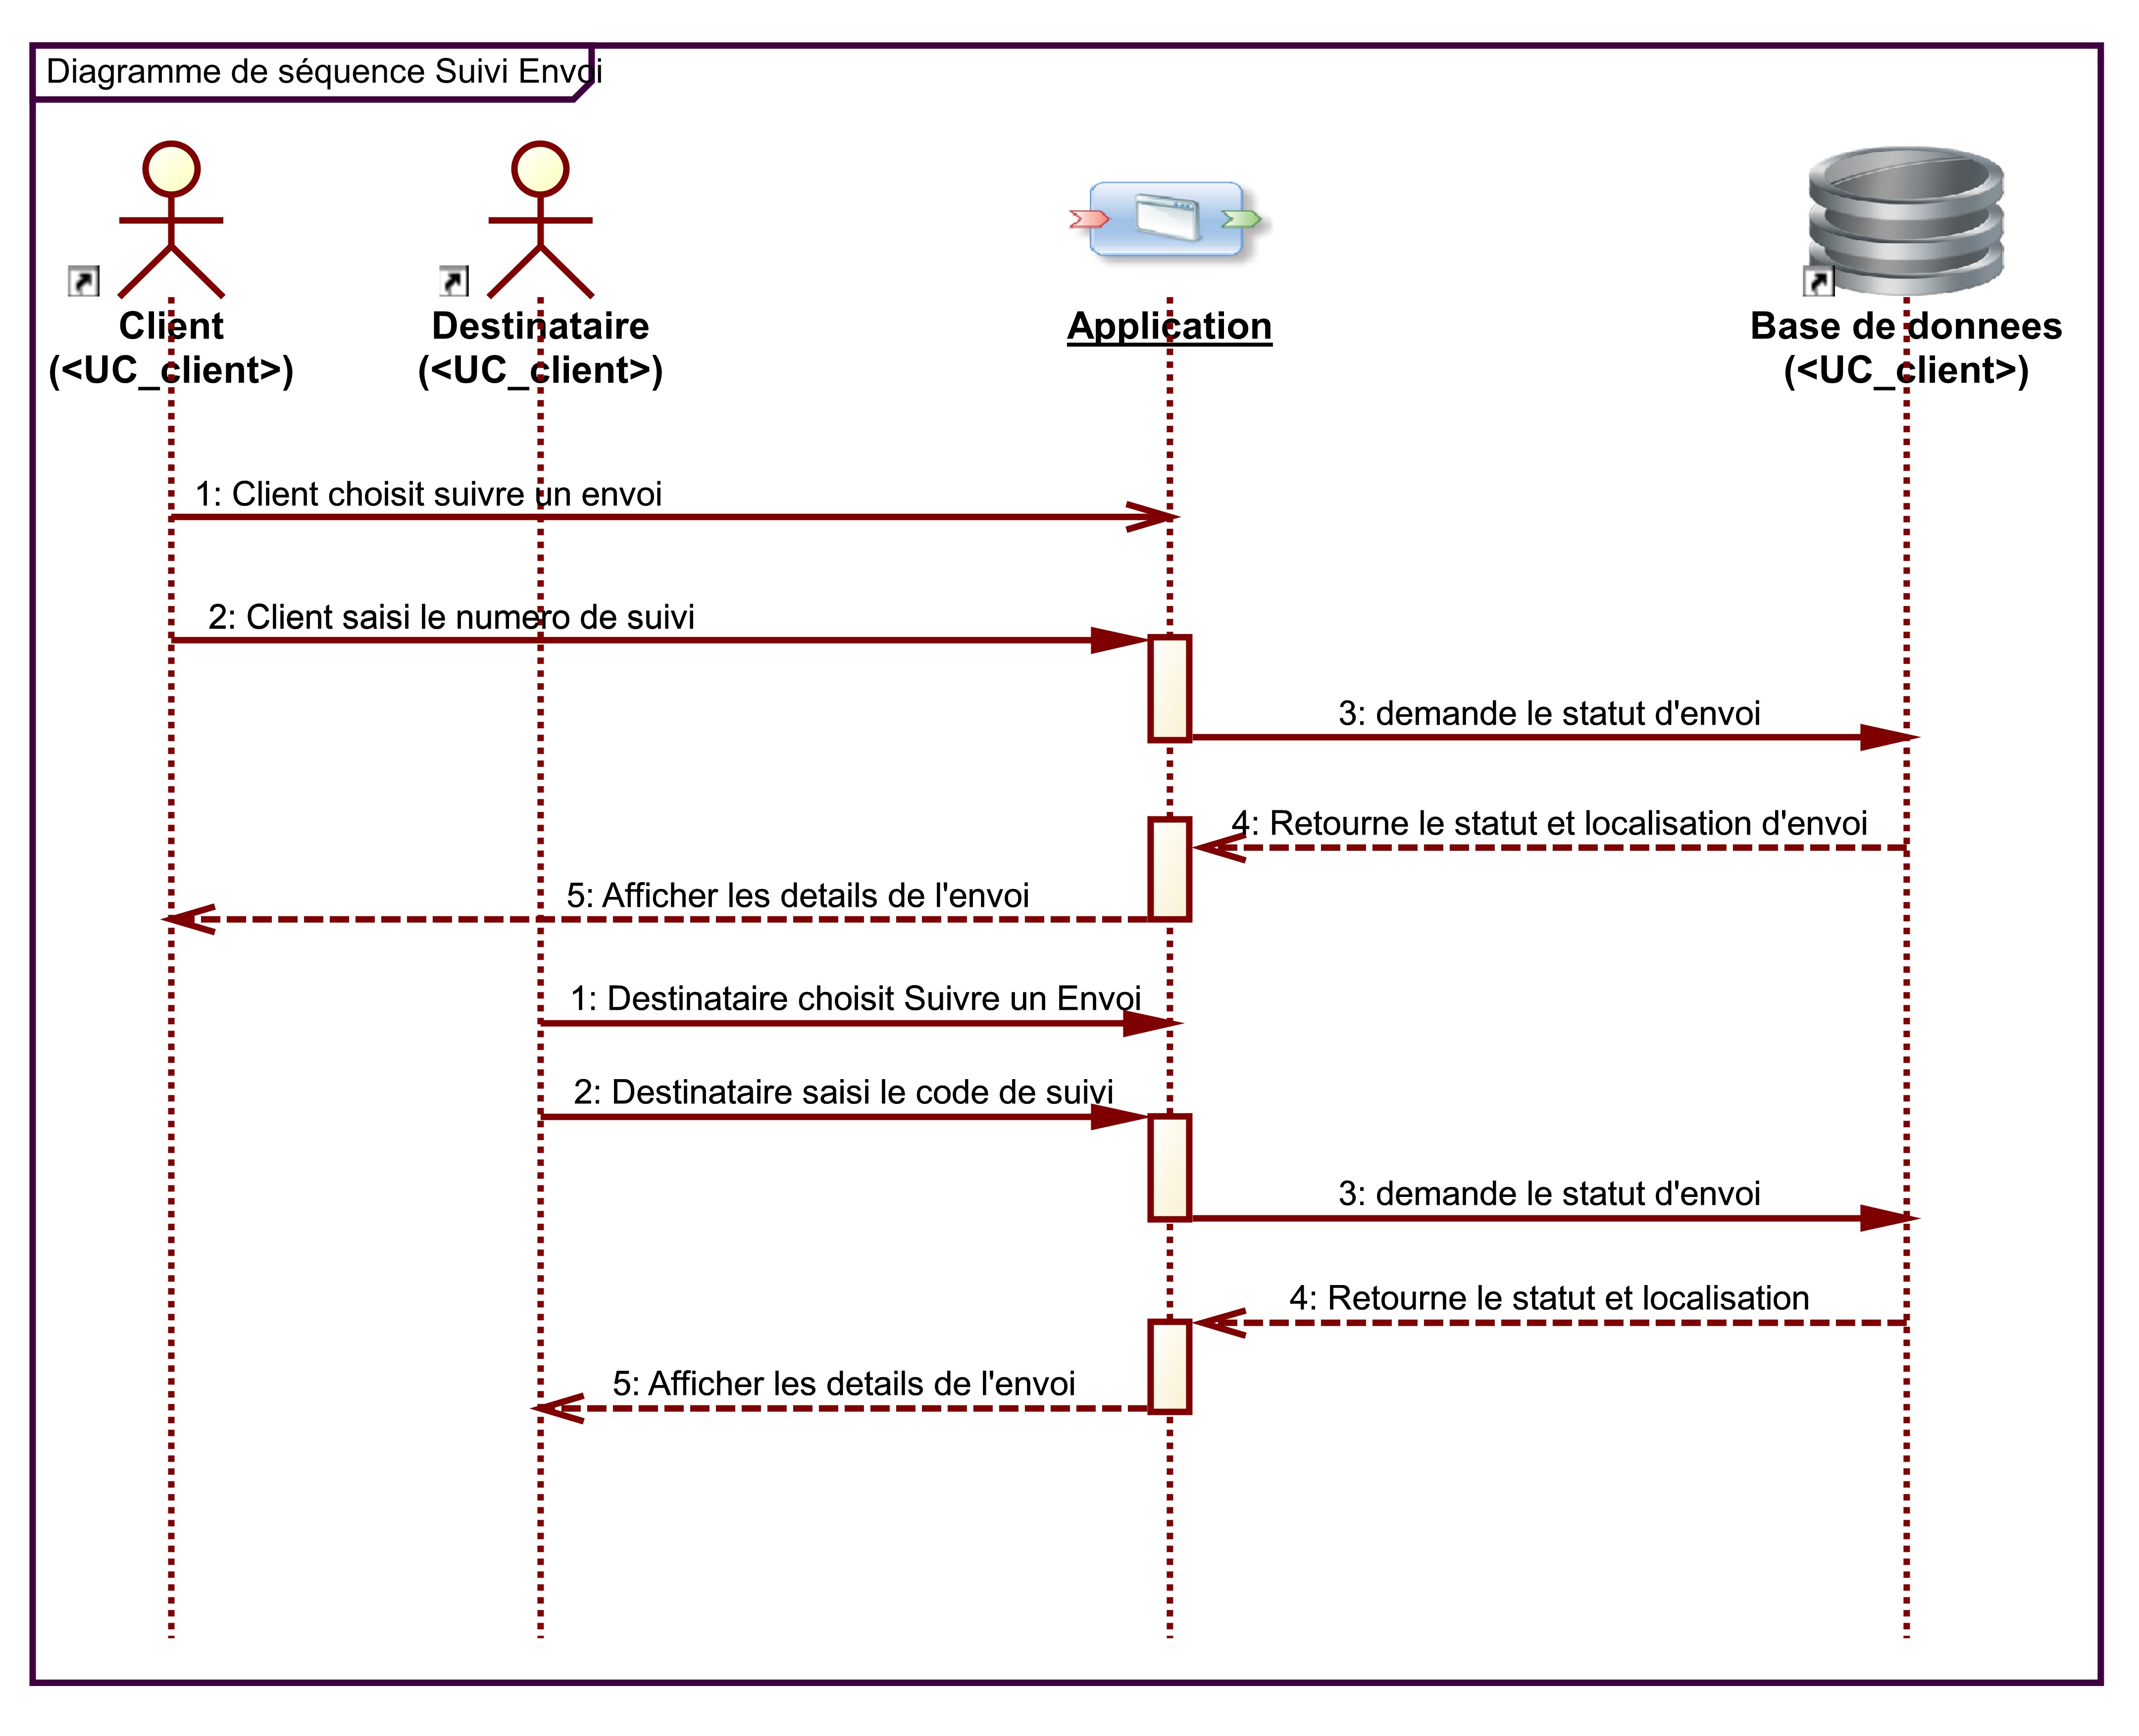 Diagramme de séquence Suivi Envoi
Client
(<UC_client>)
Destinataire
(<UC_client>)
Application
Base de donnees
(<UC_client>)
1: Client choisit suivre un envoi
2: Client saisi le numero de suivi
3: demande le statut d'envoi
4: Retourne le statut et localisation d'envoi
5: Afficher les details de l'envoi
1: Destinataire choisit Suivre un Envoi
2: Destinataire saisi le code de suivi
3: demande le statut d'envoi
4: Retourne le statut et localisation
5: Afficher les details de l'envoi